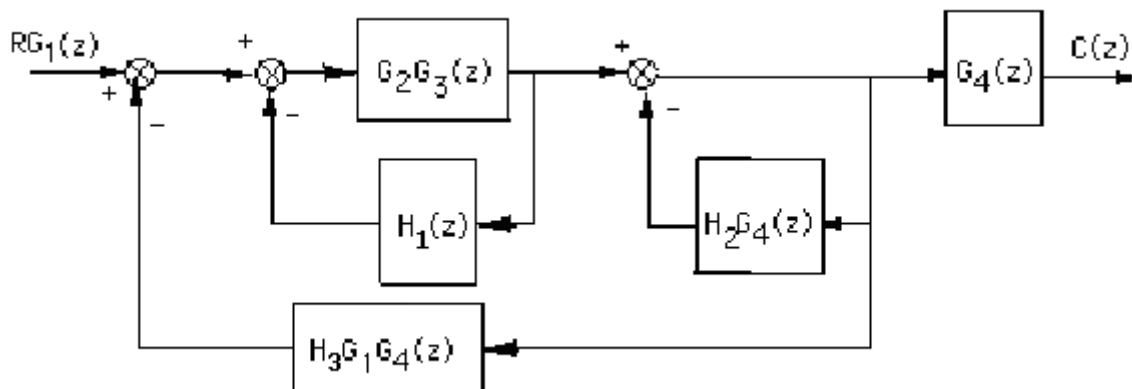 RG₁(z)
+
−
+
−
G₂G₃(z)
H₁(z)
+
−
H₂G₄(z)
G₄(z)
C(z)
H₃G₁G₄(z)